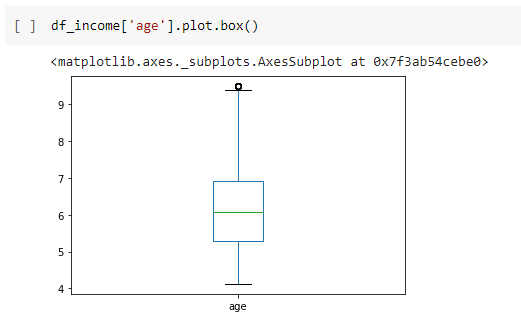 [ ] df_income['age'].plot.box()
<matplotlib.axes._subplots.AxesSubplot at 0x7f3ab54cebe0>
9
8
7
6
5
4
age